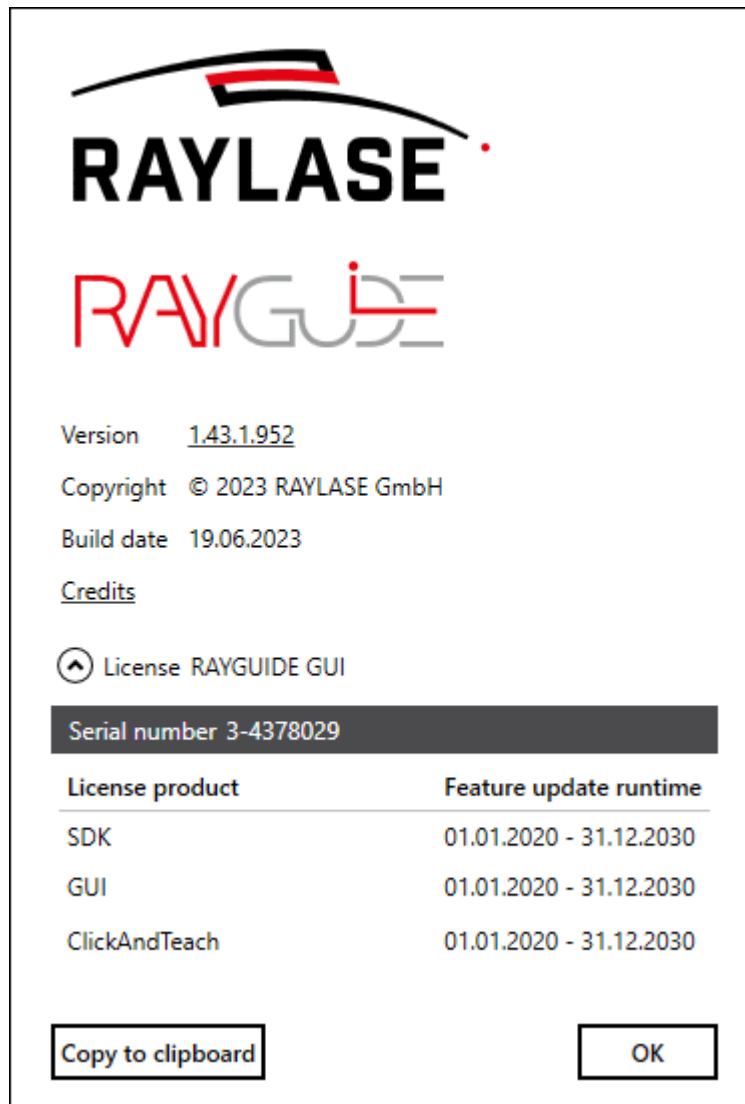 RAYLASE
RAYGUIDE
Version 1.43.1.952
Copyright © 2023 RAYLASE GmbH
Build date 19.06.2023
Credits
License RAYGUIDE GUI
Serial number 3-4378029
License product Feature update runtime
SDK 01.01.2020 - 31.12.2030
GUI 01.01.2020 - 31.12.2030
ClickAndTeach 01.01.2020 - 31.12.2030
Copy to clipboard OK